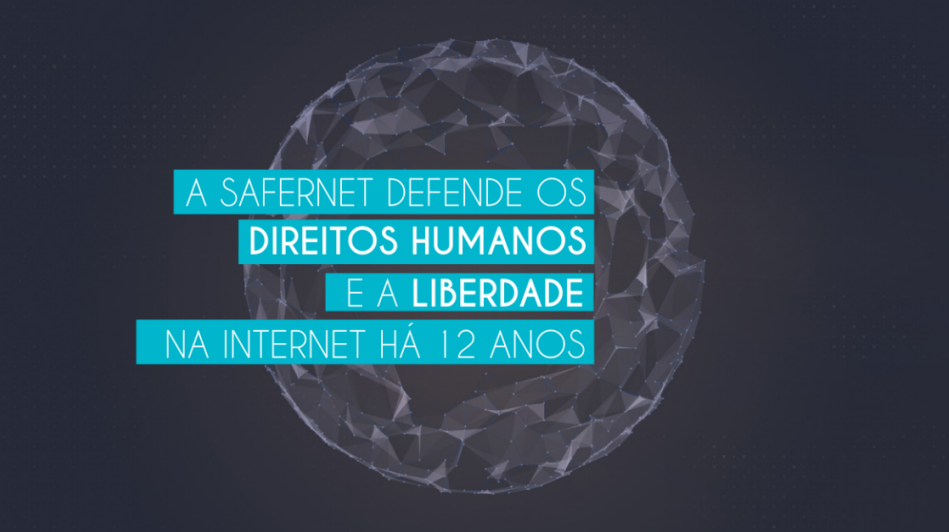 A SAFERNET DEFENDE OS
DIREITOS HUMANOS
E A LIBERDADE
NA INTERNET HÁ 12 ANOS